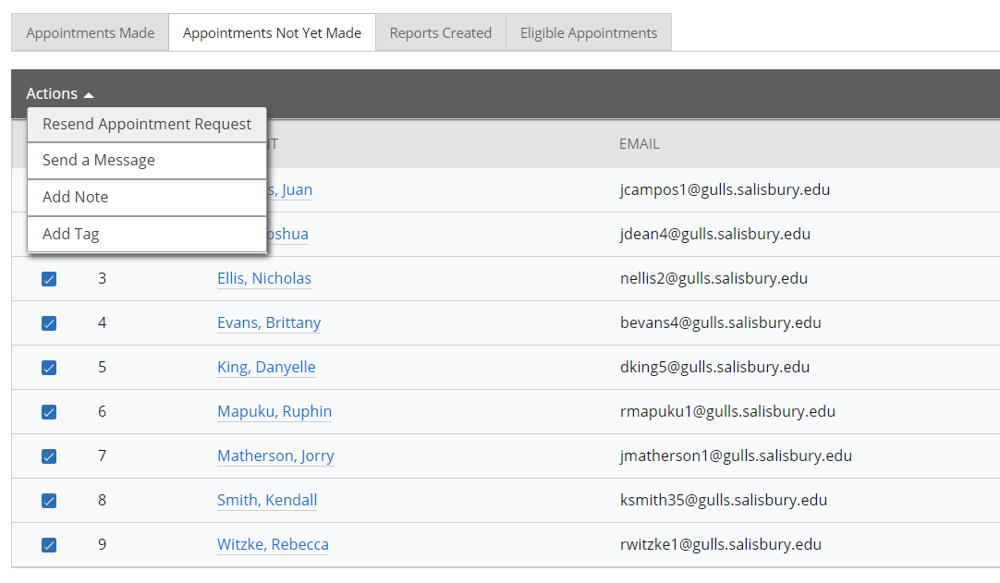 Appointments Made Appointments Not Yet Made Reports Created Eligible Appointments
Actions
Resend Appointment Request
EMAIL
Send a Message
Juan jcampos1@gulls.salisbury.edu
Add Note
Add Tag jdean4@gulls.salisbury.edu
3 Ellis, Nicholas nellis2@gulls.salisbury.edu
4 Evans, Brittany bevans4@gulls.salisbury.edu
5 King, Danyelle dking5@gulls.salisbury.edu
6 Mapuku, Ruphin rmapuku1@gulls.salisbury.edu
7 Matherson, Jorry jmatherson1@gulls.salisbury.edu
8 Smith, Kendall ksmith35@gulls.salisbury.edu
9 Witzke, Rebecca rwitzke1@gulls.salisbury.edu